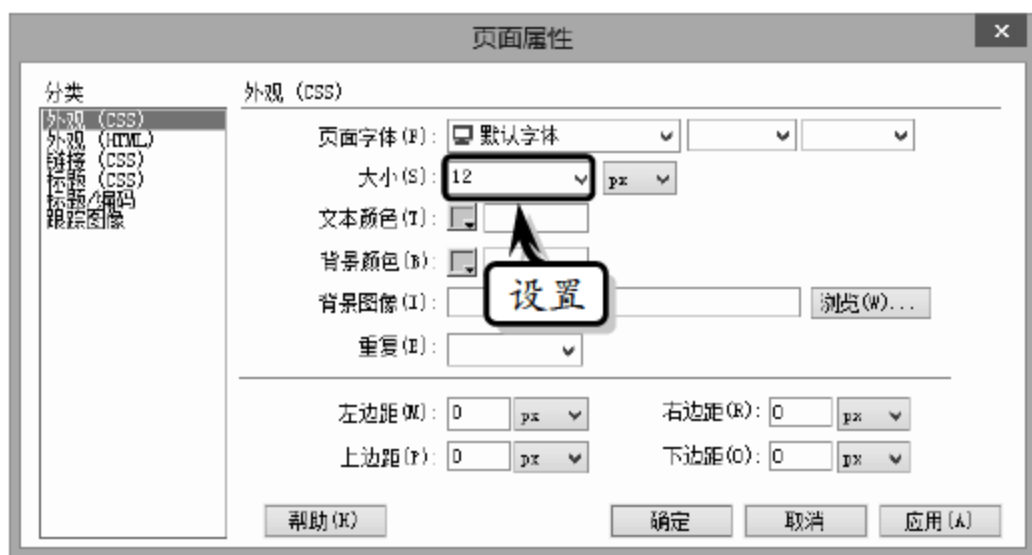 页面属性
分类
外观 (CSS)
外观 (HTML)
链接 (CSS)
标题 (CSS)
标题/编码
跟踪图像
外观 (CSS)
页面字体(F): 默认字体
大小(S): 12 px
文本颜色(T):
背景颜色(B):
设置
背景图像(I): 浏览(W)...
重复(E):
左边距(M): 0 px 右边距(R): 0 px
上边距(P): 0 px 下边距(O): 0 px
帮助(H) 确定 取消 应用(A)